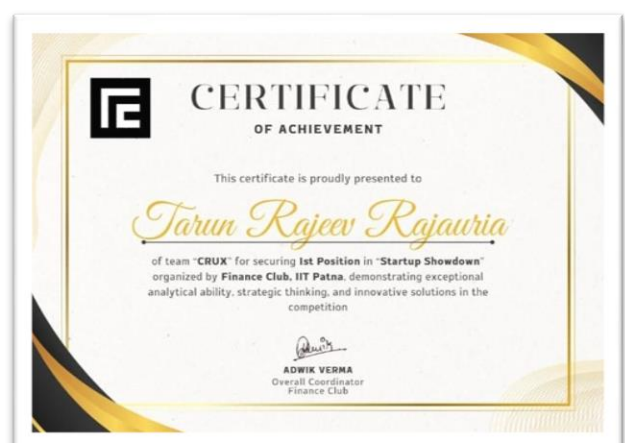 CERTIFICATE
OF ACHIEVEMENT
This certificate is proudly presented to
Tarun Rajeev Rajauria
of team "CRUX" for securing Ist Position in "Startup Showdown"
organized by Finance Club, IIT Patna, demonstrating exceptional
analytical ability, strategic thinking, and innovative solutions in the
competition
ADWIK VERMA
Overall Coordinator
Finance Club